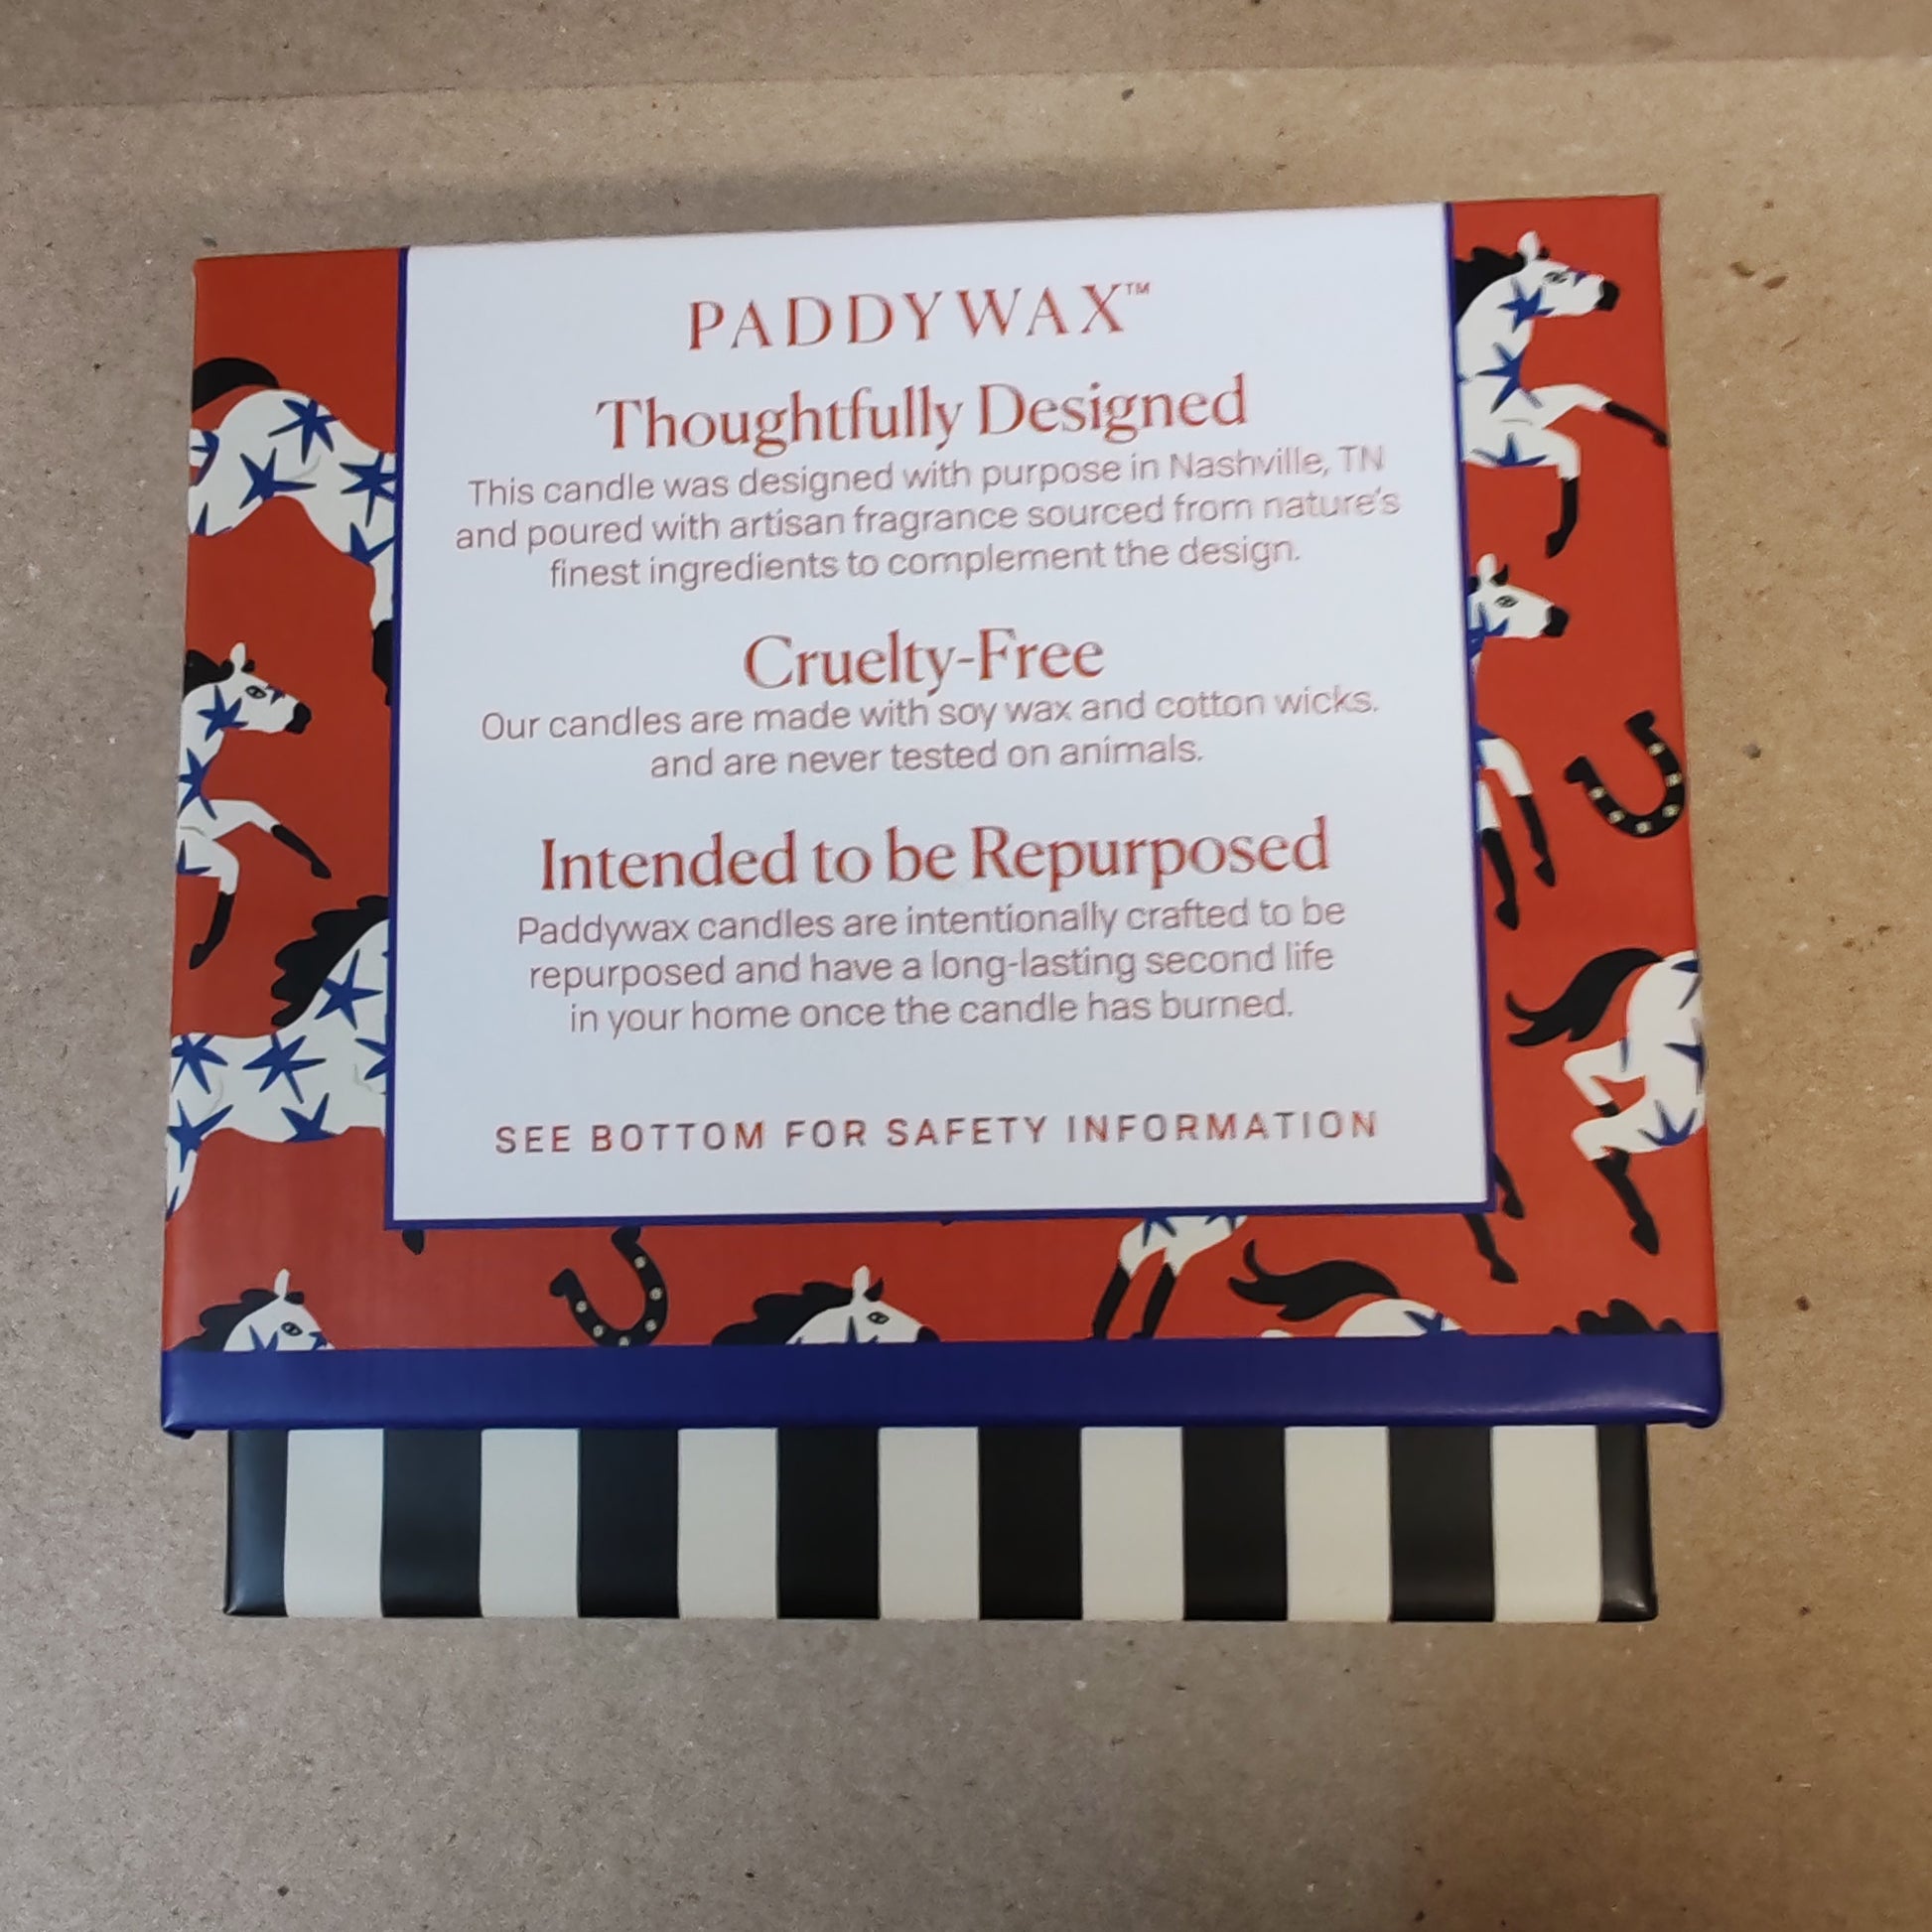 PADDYWAX™
Thoughtfully Designed
This candle was designed with purpose in Nashville, TN
and poured with artisan fragrance sourced from nature's
finest ingredients to complement the design.
Cruelty-Free
Our candles are made with soy wax and cotton wicks.
and are never tested on animals.
Intended to be Repurposed
Paddywax candles are intentionally crafted to be
repurposed and have a long-lasting second life
in your home once the candle has burned.
SEE BOTTOM FOR SAFETY INFORMATION